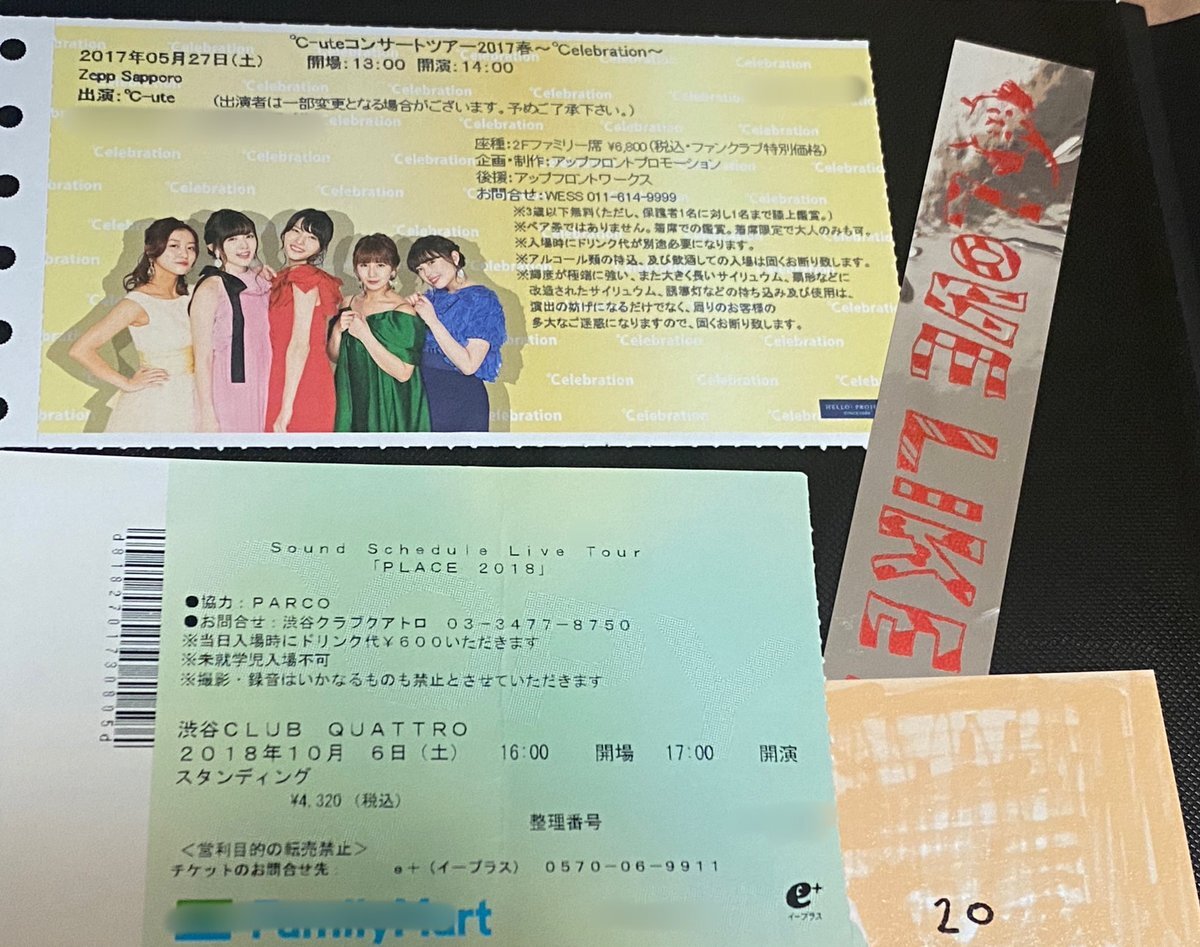 ℃-uteコンサートツアー2017春～℃elebration～
2017年05月27日(土) 開場:13:00 開演:14:00
Zepp Sapporo
出演:℃-ute (出演者は一部変更となる場合がございます。予めご了承下さい。)
座種:2Fファミリー席 ¥6,800(税込・ファンクラブ特別価格)
企画・制作:アップフロントプロモーション
後援:アップフロントワークス
お問合せ:WESS 011-614-9999
※3歳以下無料(ただし、保護者1名に対し1名まで膝上鑑賞。)
※ペア券ではありません。着席での鑑賞。着席限定で大人のみも可。
※入場時にドリンク代が別途必要になります。
※アルコール類の持込、及び飲酒しての入場は固くお断り致します。
※輝度が極端に強い、また大きく長いサイリュウム、扇形などに
改造されたサイリュウム、誘導灯などの持ち込み及び使用は、
演出の妨げになるだけでなく、周りのお客様の
多大なご迷惑になりますので、固くお断り致します。
℃elebration
HELLO! PROJE
LOVE LIKE
Sound Schedule Live Tour
「PLACE 2018」
●協力:PARCO
●お問合せ:渋谷クラブクアトロ 03-3477-8750
※当日入場時にドリンク代¥600いただきます
※未就学児入場不可
※撮影・録音はいかなるものも禁止とさせていただきます
渋谷CLUB QUATTRO
2018年10月 6日(土) 16:00 開場 17:00 開演
スタンディング
¥4,320 (税込)
整理番号
<営利目的の転売禁止>
チケットのお問合せ先: e+(イープラス) 0570-06-9911
FamilyMart
e+
イープラス
d8182701730805d
20